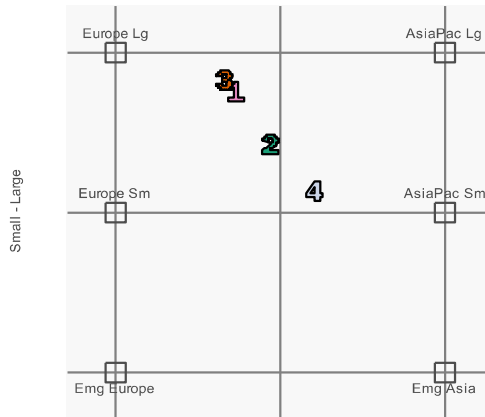 Europe Lg
AsiaPac Lg
3
1
2
4
Europe Sm
AsiaPac Sm
Small - Large
Emg Europe
Emg Asia